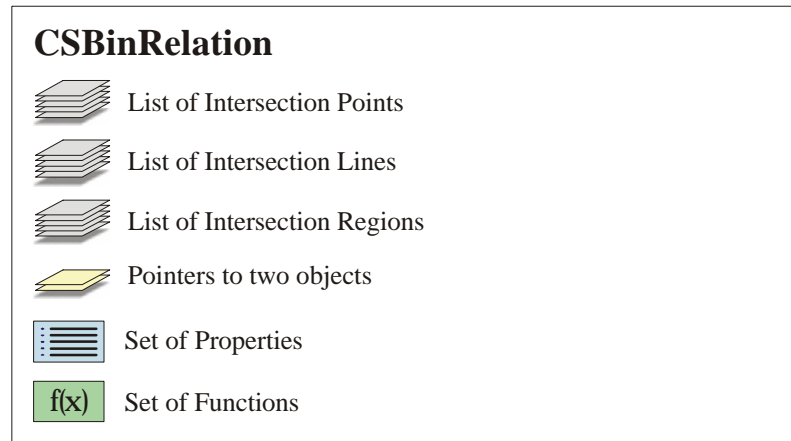 CSBinRelation
List of Intersection Points
List of Intersection Lines
List of Intersection Regions
Pointers to two objects
Set of Properties
f(x) Set of Functions